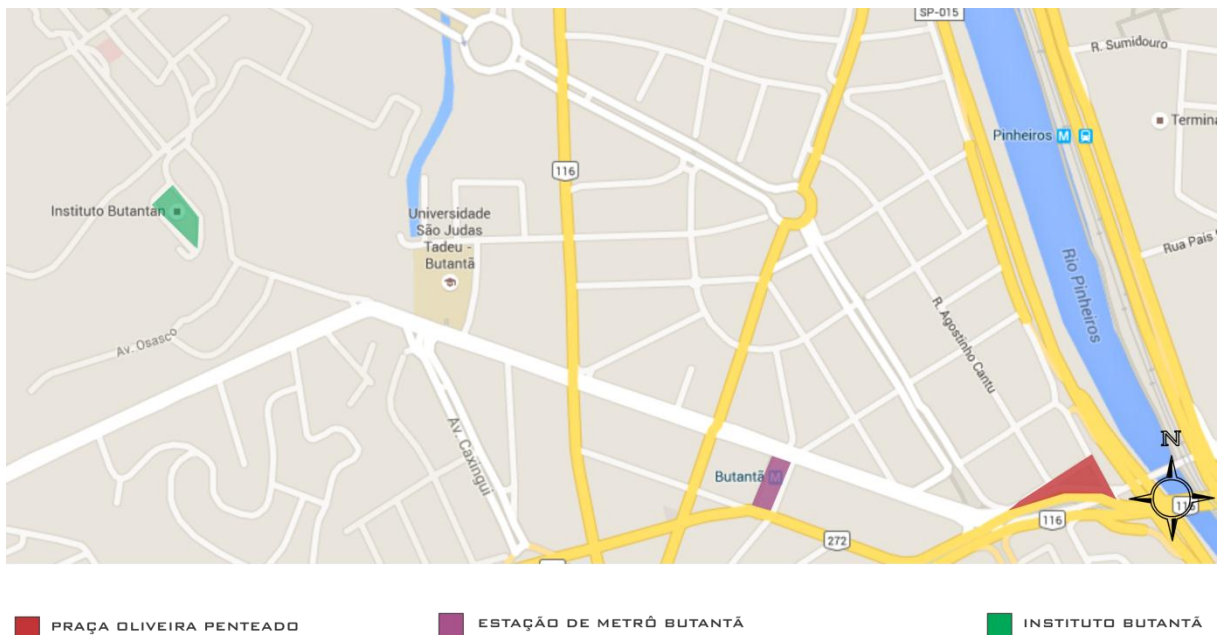 SP-015
R. Sumidouro
Termina
Pinheiros M
116
Instituto Butantan
Universidade
São Judas
Tadeu -
Butantã
Rua Pais
Rio Pinheiros
R. Agostinho Cantu
Av. Osasco
Av. Caxingui
N
Butantã M
116
116
272
PRAÇA OLIVEIRA PENTEADO
ESTAÇÃO DE METRÔ BUTANTÃ
INSTITUTO BUTANTÃ